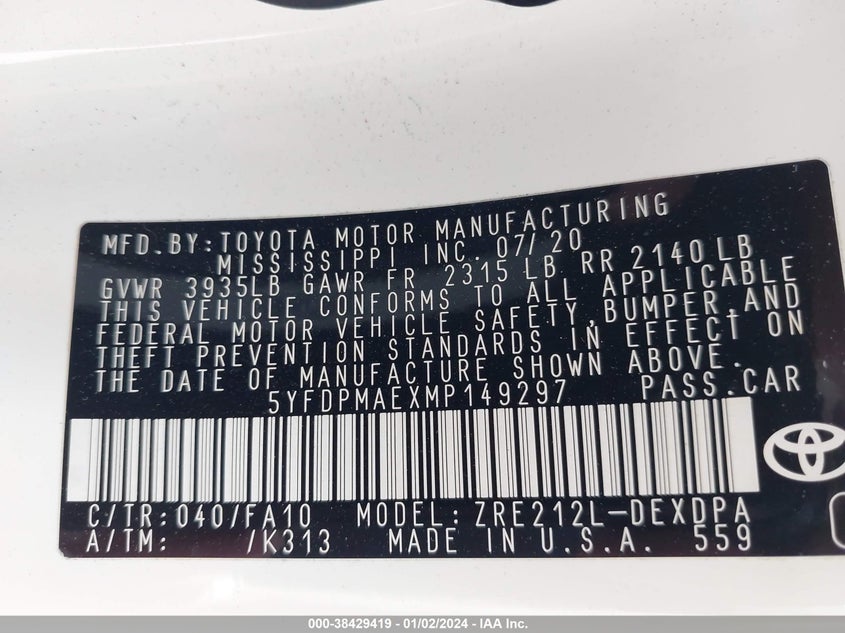 MFD.BY:TOYOTA MOTOR MANUFACTURING
MISSISSIPPI INC. 07/20
GVWR 3935LB GAWR FR 2315 LB RR 2140 LB
THIS VEHICLE CONFORMS TO ALL APPLICABLE
FEDERAL MOTOR VEHICLE SAFETY,BUMPER,AND
THEFT PREVENTION STANDARDS IN EFFECT ON
THE DATE OF MANUFACTURE SHOWN ABOVE.
5YFDPMAEXMP149297 PASS.CAR
C/TR:040/FA10 MODEL:ZRE212L-DEXDPA
A/TM: /K313 MADE IN U.S.A. 559
000-38429419 - 01/02/2024 - IAA Inc.